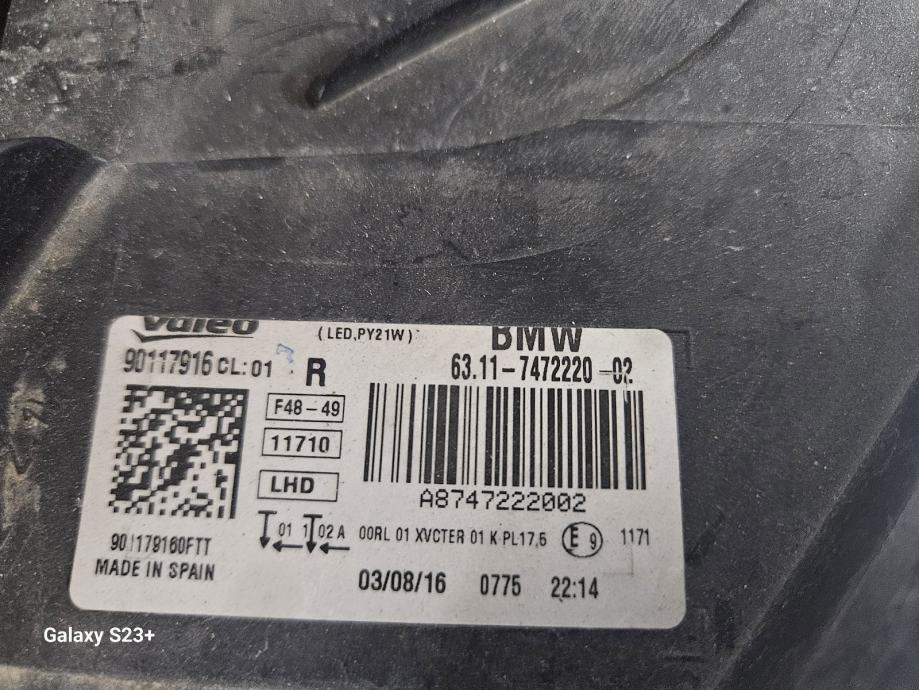 Valeo (LED,PY21W) BMW
90117916 CL:01 R 63.11-7472220-02
F48-49
11710
LHD
A8747222002
01 02 A 00RL 01 XVCTER 01 K PL17,5 E 9 1171
901179160FTT
MADE IN SPAIN
03/08/16 0775 22:14
Galaxy S23+